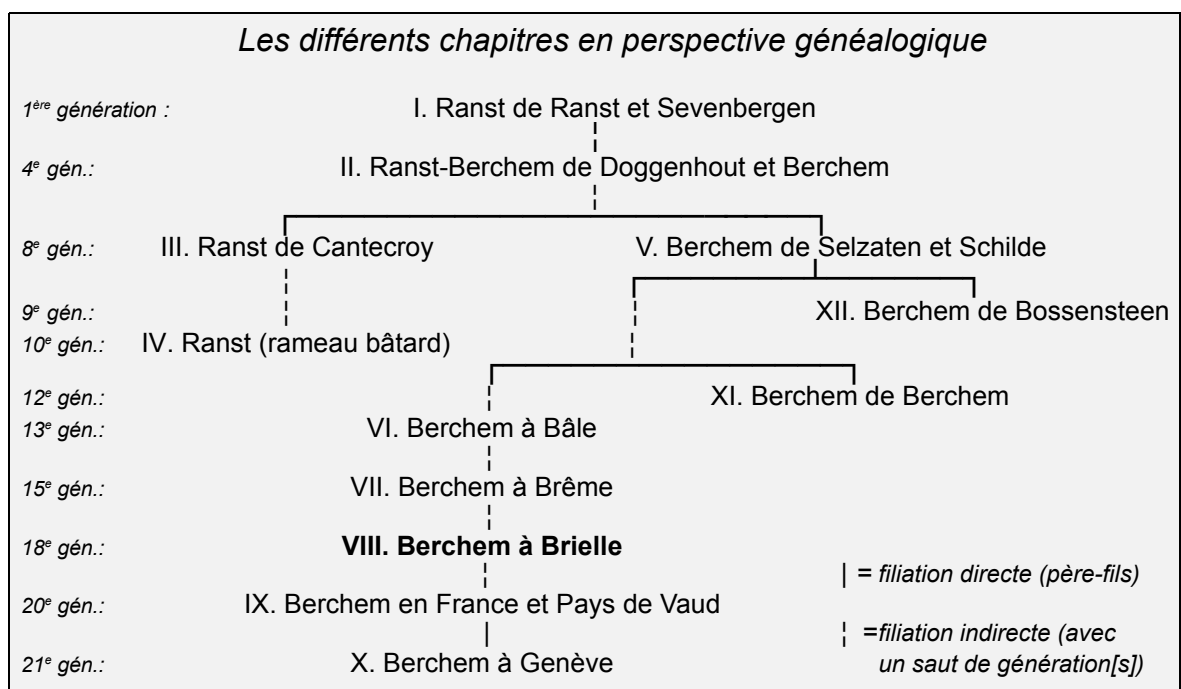 Les différents chapitres en perspective généalogique
1ère génération : I. Ranst de Ranst et Sevenbergen
4e gén.: II. Ranst-Berchem de Doggenhout et Berchem
8e gén.: III. Ranst de Cantecroy V. Berchem de Selzaten et Schilde
9e gén.: XII. Berchem de Bossensteen
10e gén.: IV. Ranst (rameau bâtard)
12e gén.: XI. Berchem de Berchem
13e gén.: VI. Berchem à Bâle
15e gén.: VII. Berchem à Brême
18e gén.: VIII. Berchem à Brielle
| = filiation directe (père-fils)
20e gén.: IX. Berchem en France et Pays de Vaud
¦ =filiation indirecte (avec
21e gén.: X. Berchem à Genève un saut de génération[s])